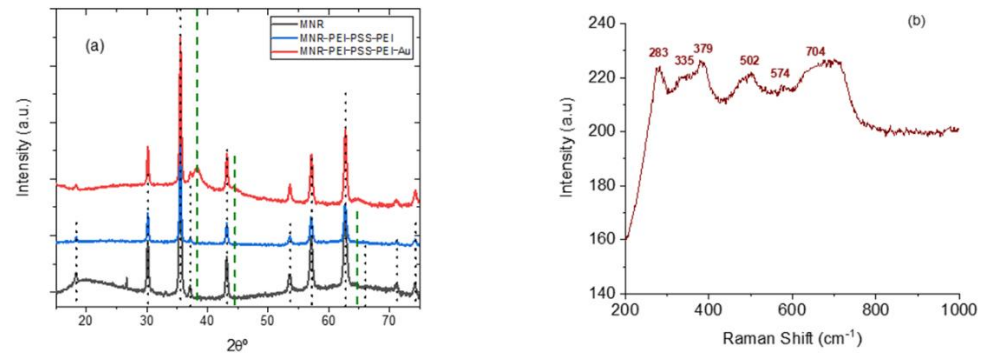 (a)
MNR
MNR-PEI-PSS-PEI
MNR-PEI-PSS-PEI-Au
Intensity (a.u.)
20 30 40 50 60 70
2θº
(b)
283 335 379 502 574 704
Intensity (a.u)
240
220
200
180
160
140
200 400 600 800 1000
Raman Shift (cm⁻¹)